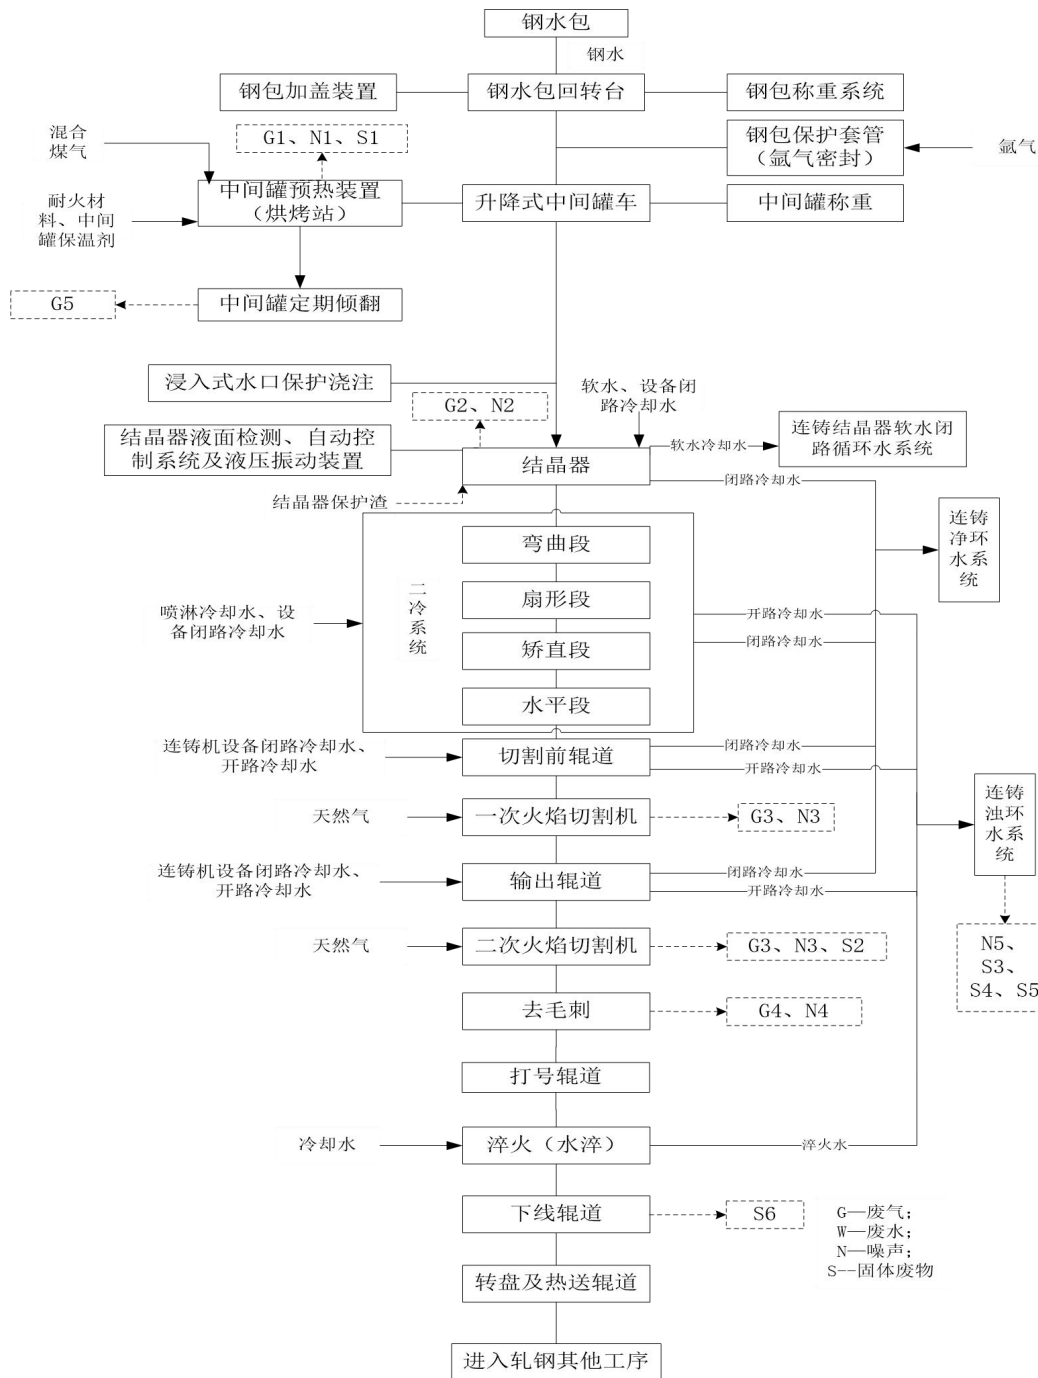 钢水包
钢水
钢包加盖装置
钢水包回转台
钢包称重系统
混合
煤气
G1、N1、S1
钢包保护套管
（氩气密封）
氩气
中间罐预热装置
（烘烤站）
升降式中间罐车
中间罐称重
耐火材
料、中间
罐保温剂
G5
中间罐定期倾翻
浸入式水口保护浇注
G2、N2
软水、设备闭
路冷却水
结晶器液面检测、自动控
制系统及液压振动装置
结晶器
软水冷却水
连铸结晶器软水闭
路循环水系统
结晶器保护渣
闭路冷却水
连铸
净环
水系
统
弯曲段
二
冷
系
统
扇形段
喷淋冷却水、设
备闭路冷却水
开路冷却水
闭路冷却水
矫直段
水平段
连铸机设备闭路冷却水、
开路冷却水
切割前辊道
闭路冷却水
开路冷却水
天然气
一次火焰切割机
G3、N3
连铸
浊环
水系
统
连铸机设备闭路冷却水、
开路冷却水
输出辊道
闭路冷却水
开路冷却水
天然气
二次火焰切割机
G3、N3、S2
N5、
S3、
S4、S5
去毛刺
G4、N4
打号辊道
冷却水
淬火（水淬）
淬火水
下线辊道
S6
G—废气;
W—废水;
N—噪声;
S--固体废物
转盘及热送辊道
进入轧钢其他工序